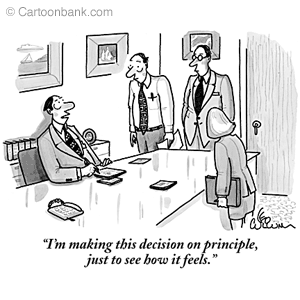 © Cartoonbank.com
“I'm making this decision on principle,
just to see how it feels.”